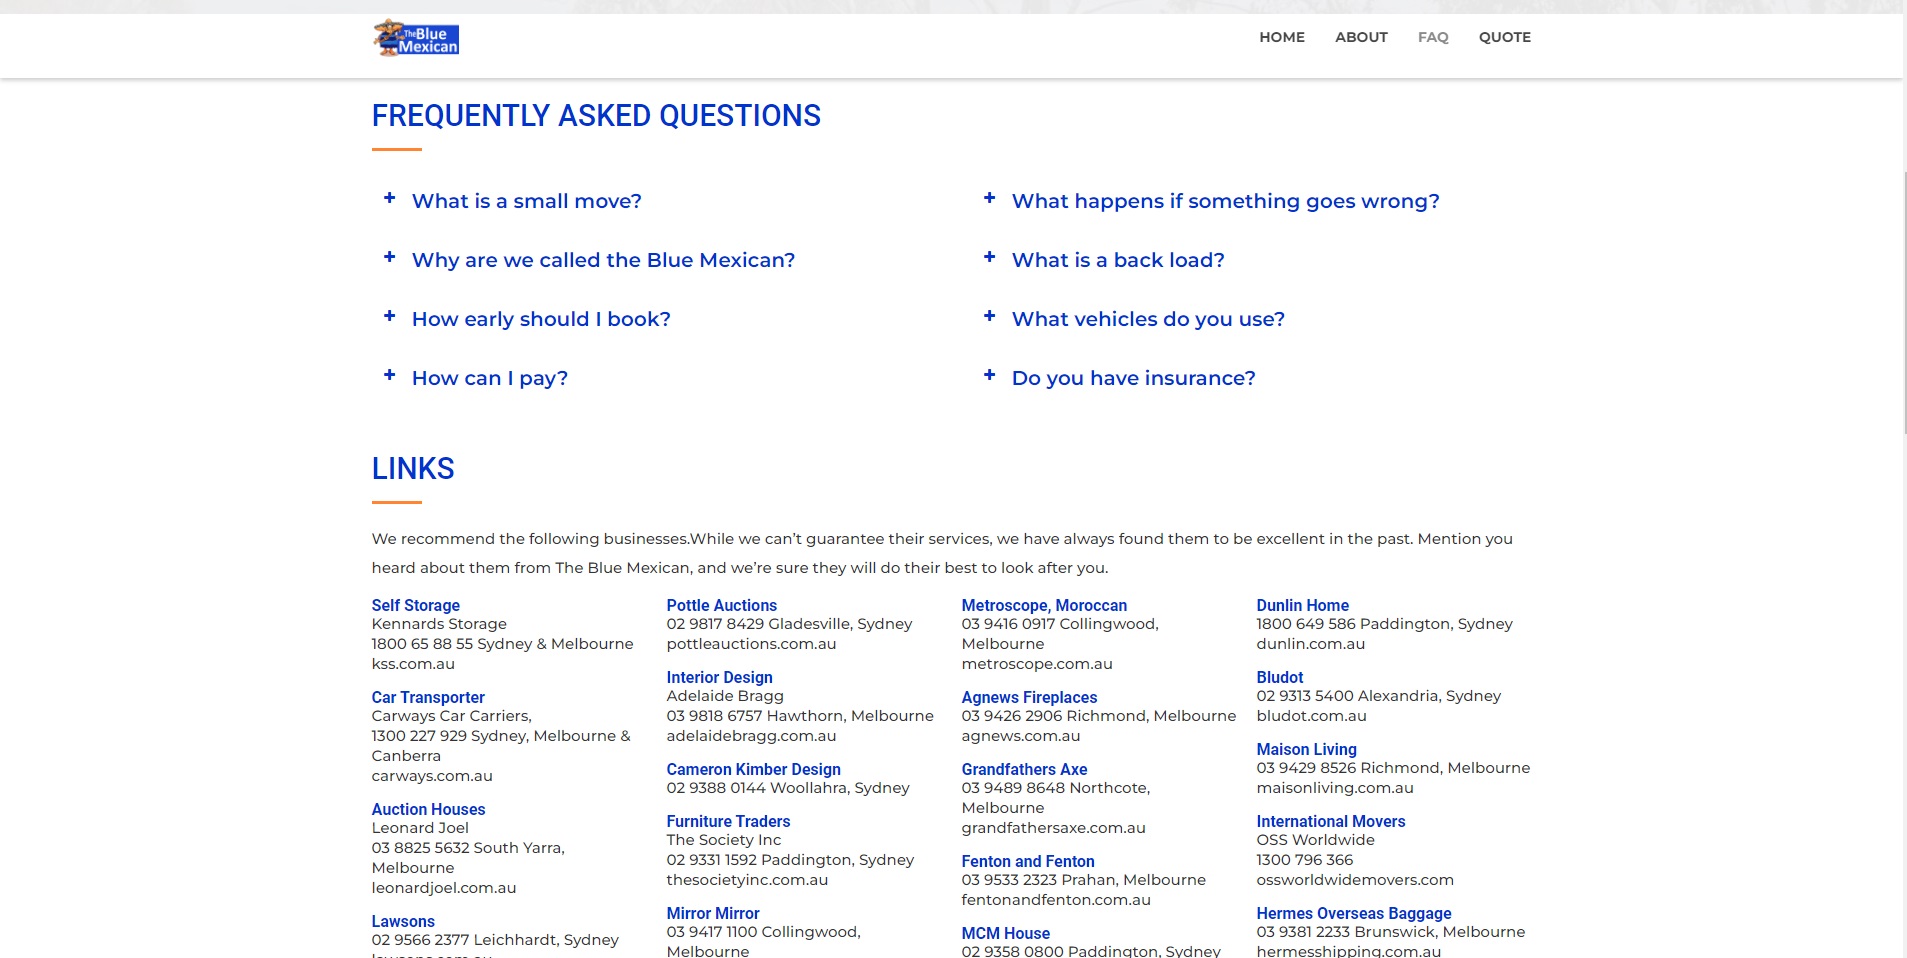 The Blue
Mexican
HOME ABOUT FAQ QUOTE
FREQUENTLY ASKED QUESTIONS
What is a small move?
Why are we called the Blue Mexican?
How early should I book?
How can I pay?
What happens if something goes wrong?
What is a back load?
What vehicles do you use?
Do you have insurance?
LINKS
We recommend the following businesses.While we can’t guarantee their services, we have always found them to be excellent in the past. Mention you
heard about them from The Blue Mexican, and we’re sure they will do their best to look after you.
Self Storage
Kennards Storage
1800 65 88 55 Sydney & Melbourne
kss.com.au
Car Transporter
Carways Car Carriers,
1300 227 929 Sydney, Melbourne &
Canberra
carways.com.au
Auction Houses
Leonard Joel
03 8825 5632 South Yarra,
Melbourne
leonardjoel.com.au
Lawsons
02 9566 2377 Leichhardt, Sydney
Pottle Auctions
02 9817 8429 Gladesville, Sydney
pottleauctions.com.au
Interior Design
Adelaide Bragg
03 9818 6757 Hawthorn, Melbourne
adelaidebragg.com.au
Cameron Kimber Design
02 9388 0144 Woollahra, Sydney
Furniture Traders
The Society Inc
02 9331 1592 Paddington, Sydney
thesocietyinc.com.au
Mirror Mirror
03 9417 1100 Collingwood,
Melbourne
Metroscope, Moroccan
03 9416 0917 Collingwood,
Melbourne
metroscope.com.au
Agnews Fireplaces
03 9426 2906 Richmond, Melbourne
agnews.com.au
Grandfathers Axe
03 9489 8648 Northcote,
Melbourne
grandfathersaxe.com.au
Fenton and Fenton
03 9533 2323 Prahan, Melbourne
fentonandfenton.com.au
MCM House
02 9358 0800 Paddington, Sydney
Dunlin Home
1800 649 586 Paddington, Sydney
dunlin.com.au
Bludot
02 9313 5400 Alexandria, Sydney
bludot.com.au
Maison Living
03 9429 8526 Richmond, Melbourne
maisonliving.com.au
International Movers
OSS Worldwide
1300 796 366
ossworldwidemovers.com
Hermes Overseas Baggage
03 9381 2233 Brunswick, Melbourne
hermesshipping.com.au